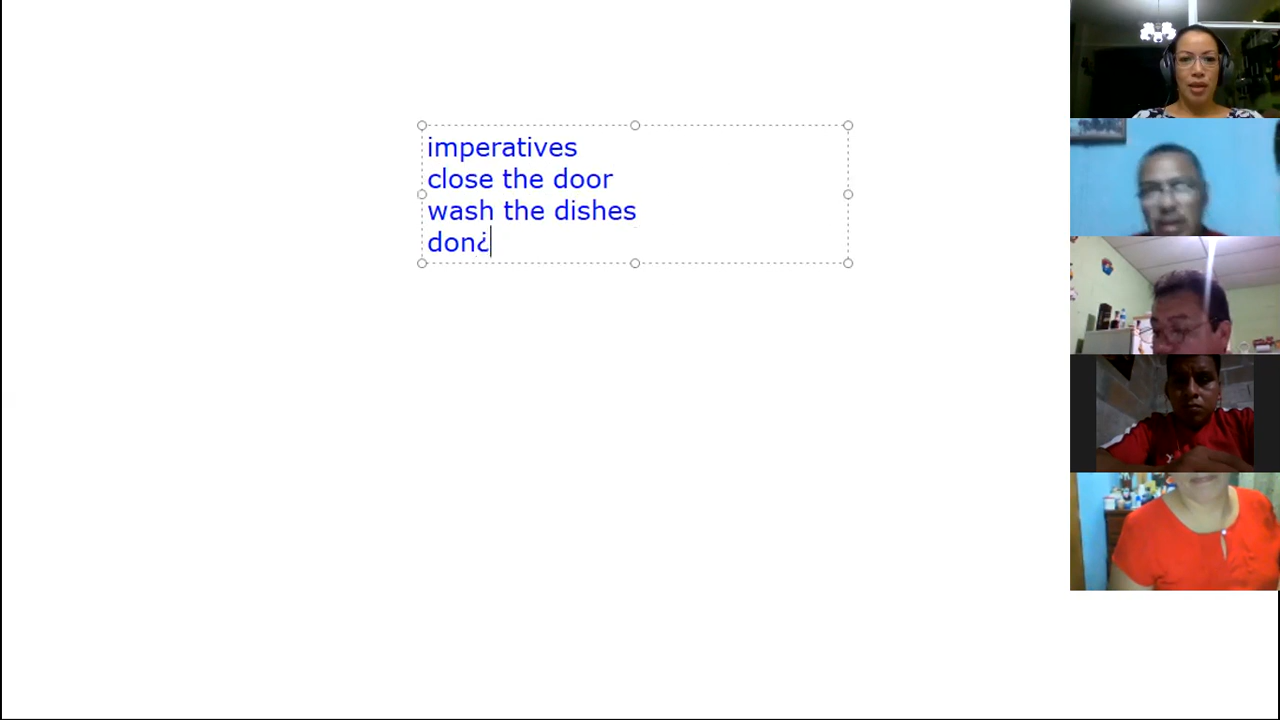 imperatives
close the door
wash the dishes
don¿